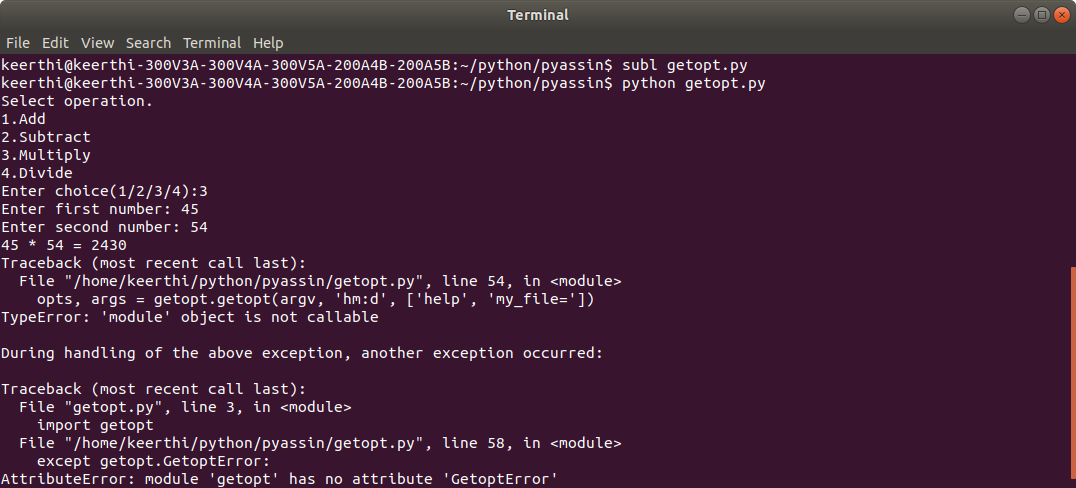 Terminal
File Edit View Search Terminal Help
keerthi@keerthi-300V3A-300V4A-300V5A-200A4B-200A5B:~/python/pyassin$ subl getopt.py
keerthi@keerthi-300V3A-300V4A-300V5A-200A4B-200A5B:~/python/pyassin$ python getopt.py
Select operation.
1.Add
2.Subtract
3.Multiply
4.Divide
Enter choice(1/2/3/4):3
Enter first number: 45
Enter second number: 54
45 * 54 = 2430
Traceback (most recent call last):
  File "/home/keerthi/python/pyassin/getopt.py", line 54, in <module>
    opts, args = getopt.getopt(argv, 'hm:d', ['help', 'my_file='])
TypeError: 'module' object is not callable

During handling of the above exception, another exception occurred:

Traceback (most recent call last):
  File "getopt.py", line 3, in <module>
    import getopt
  File "/home/keerthi/python/pyassin/getopt.py", line 58, in <module>
    except getopt.GetoptError:
AttributeError: module 'getopt' has no attribute 'GetoptError'